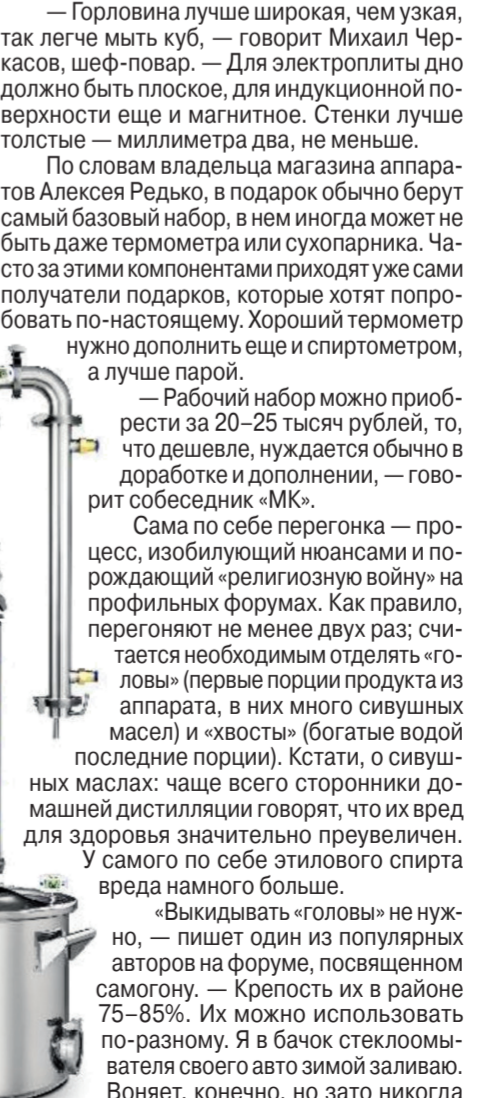 — Горловина лучше широкая, чем узкая,
так легче мыть куб, — говорит Михаил Чер-
касов, шеф-повар. — Для электроплиты дно
должно быть плоское, для индукционной по-
верхности еще и магнитное. Стенки лучше
толстые — миллиметра два, не меньше.
По словам владельца магазина аппара-
тов Алексея Редько, в подарок обычно берут
самый базовый набор, в нем иногда может не
быть даже термометра или сухопарника. Ча-
сто за этими компонентами приходят уже сами
получатели подарков, которые хотят попро-
бовать по-настоящему. Хороший термометр
нужно дополнить еще и спиртометром,
а лучше парой.
— Рабочий набор можно приоб-
рести за 20–25 тысяч рублей, то,
что дешевле, нуждается обычно в
доработке и дополнении, — гово-
рит собеседник «МК».
Сама по себе перегонка — про-
цесс, изобилующий нюансами и по-
рождающий «религиозную войну» на
профильных форумах. Как правило,
перегоняют не менее двух раз; счи-
тается необходимым отделять «го-
ловы» (первые порции продукта из
аппарата, в них много сивушных
масел) и «хвосты» (богатые водой
последние порции). Кстати, о сивуш-
ных маслах: чаще всего сторонники до-
машней дистилляции говорят, что их вред
для здоровья значительно преувеличен.
У самого по себе этилового спирта
вреда намного больше.
«Выкидывать «головы» не нуж-
но, — пишет один из популярных
авторов на форуме, посвященном
самогону. — Крепость их в районе
75–85%. Их можно использовать
по-разному. Я в бачок стеклоомы-
вателя своего авто зимой заливаю.
Воняет, конечно, но зато никогда